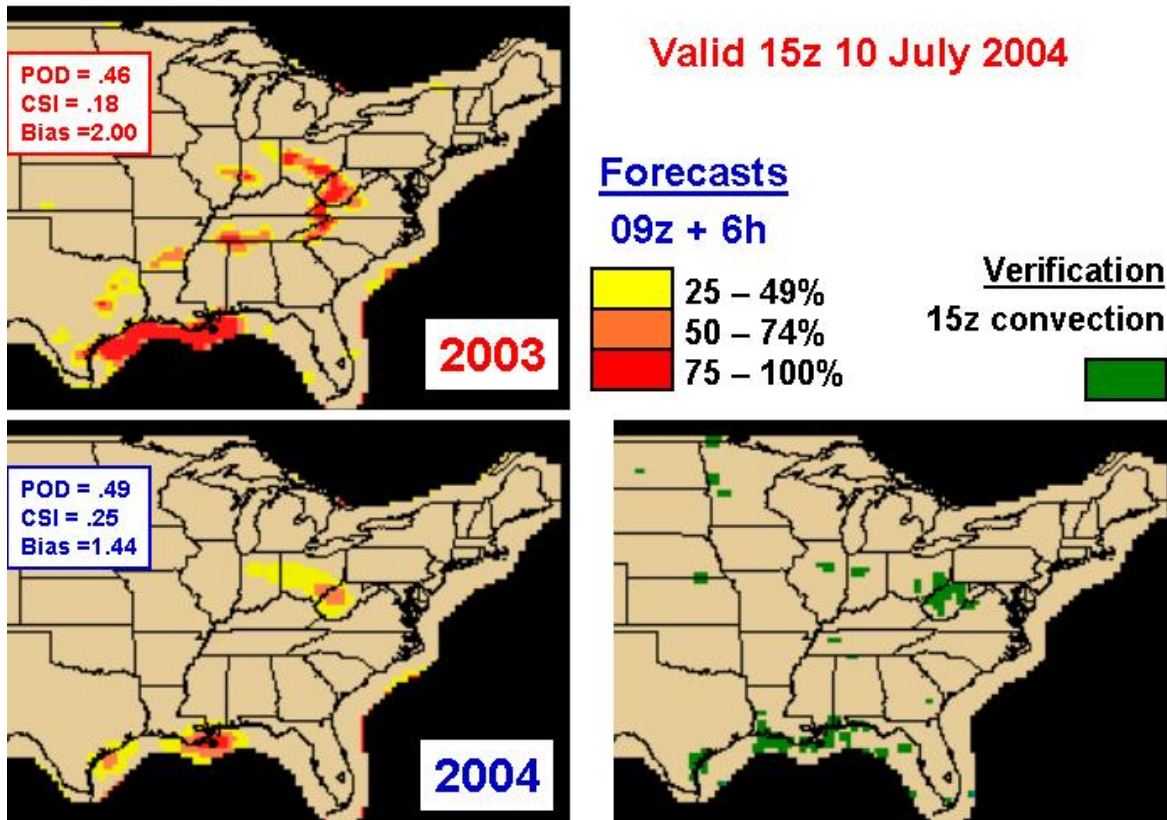 POD = .46
CSI = .18
Bias =2.00
2003
Valid 15z 10 July 2004
Forecasts
09z + 6h
25 – 49%
50 – 74%
75 – 100%
Verification
15z convection
POD = .49
CSI = .25
Bias =1.44
2004